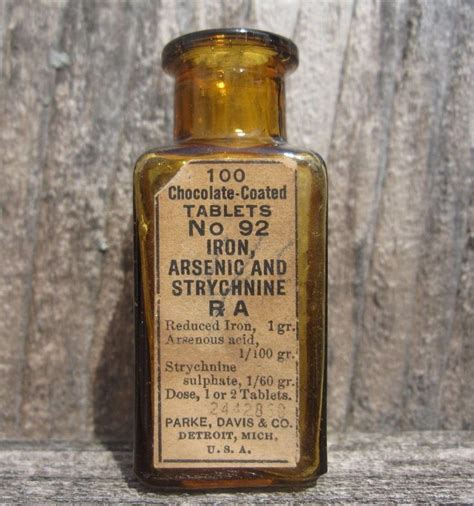 100
Chocolate-Coated
TABLETS
No 92
IRON,
ARSENIC AND
STRYCHNINE
℞ A
Reduced Iron, 1 gr.
Arsenous acid,
1/100 gr.
Strychnine
sulphate, 1/60 gr.
Dose, 1 or 2 Tablets.
PARKE, DAVIS & CO.
DETROIT, MICH.
U. S. A.